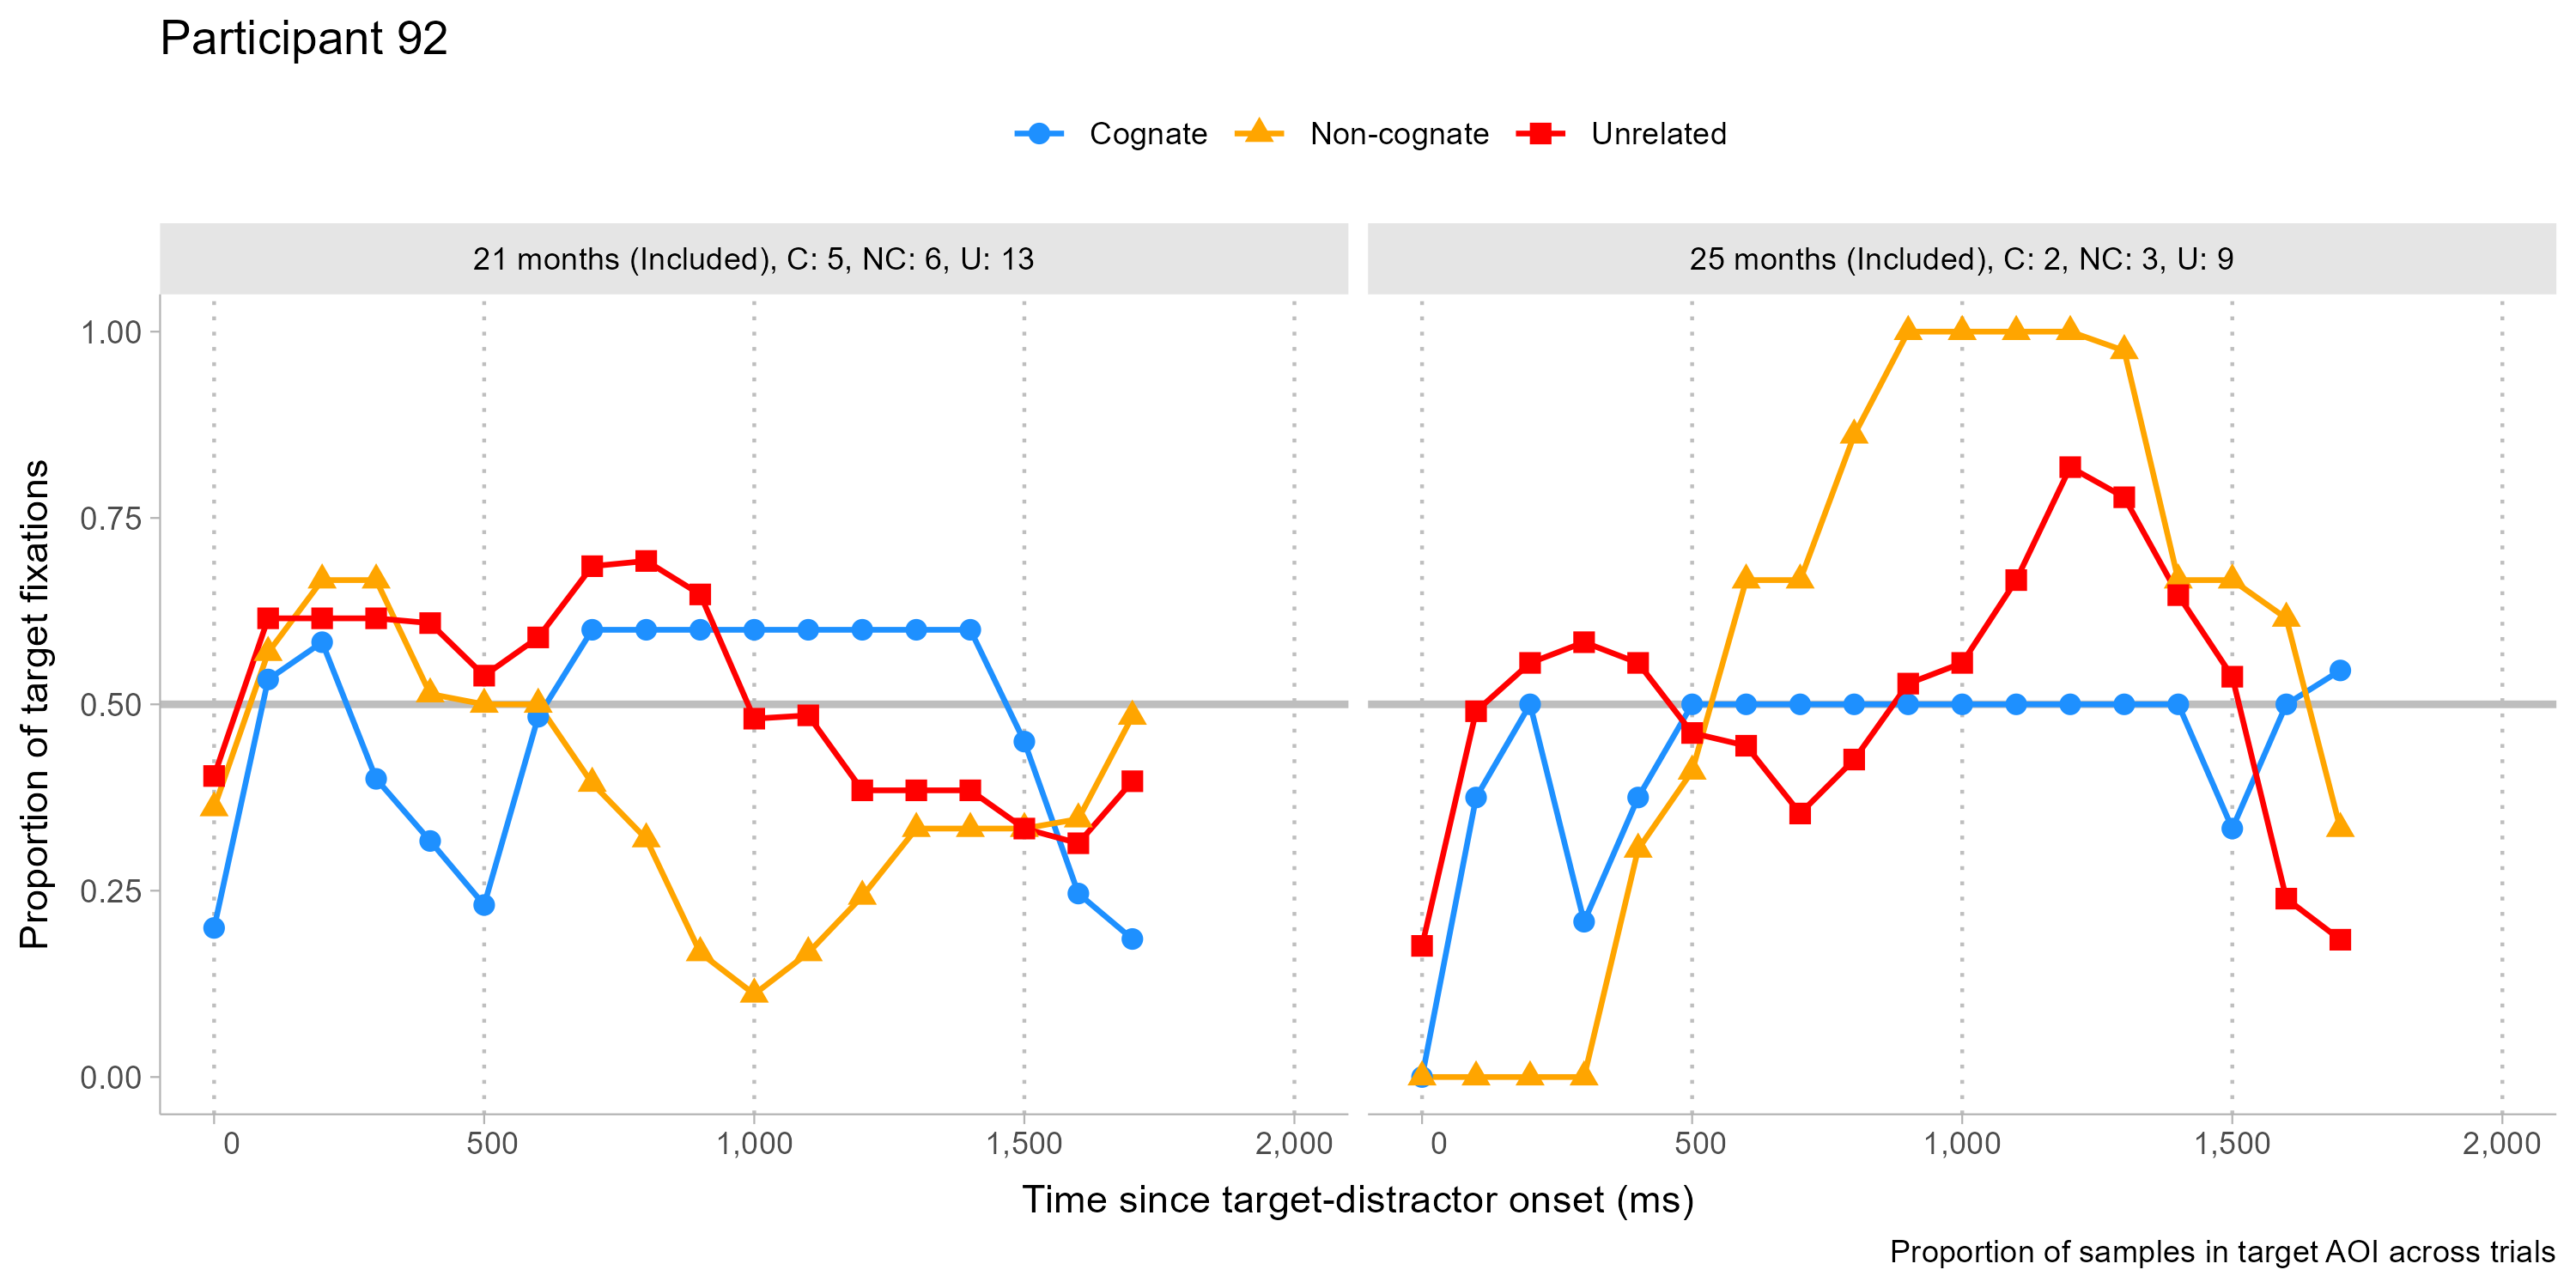 Participant 92
Cognate Non-cognate Unrelated
21 months (Included), C: 5, NC: 6, U: 13
25 months (Included), C: 2, NC: 3, U: 9
Proportion of target fixations
1.00
0.75
0.50
0.25
0.00
0 500 1,000 1,500 2,000
0 500 1,000 1,500 2,000
Time since target-distractor onset (ms)
Proportion of samples in target AOI across trials